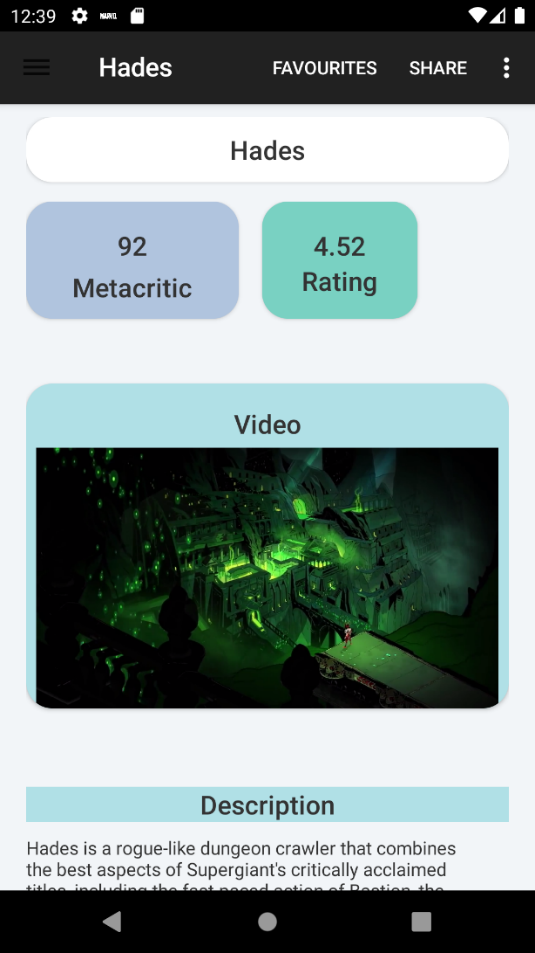 12:39 MARVEL
Hades FAVOURITES SHARE
Hades
92
Metacritic
4.52
Rating
Video
Description
Hades is a rogue-like dungeon crawler that combines
the best aspects of Supergiant's critically acclaimed
titles, including the fast-paced action of Bastion, the